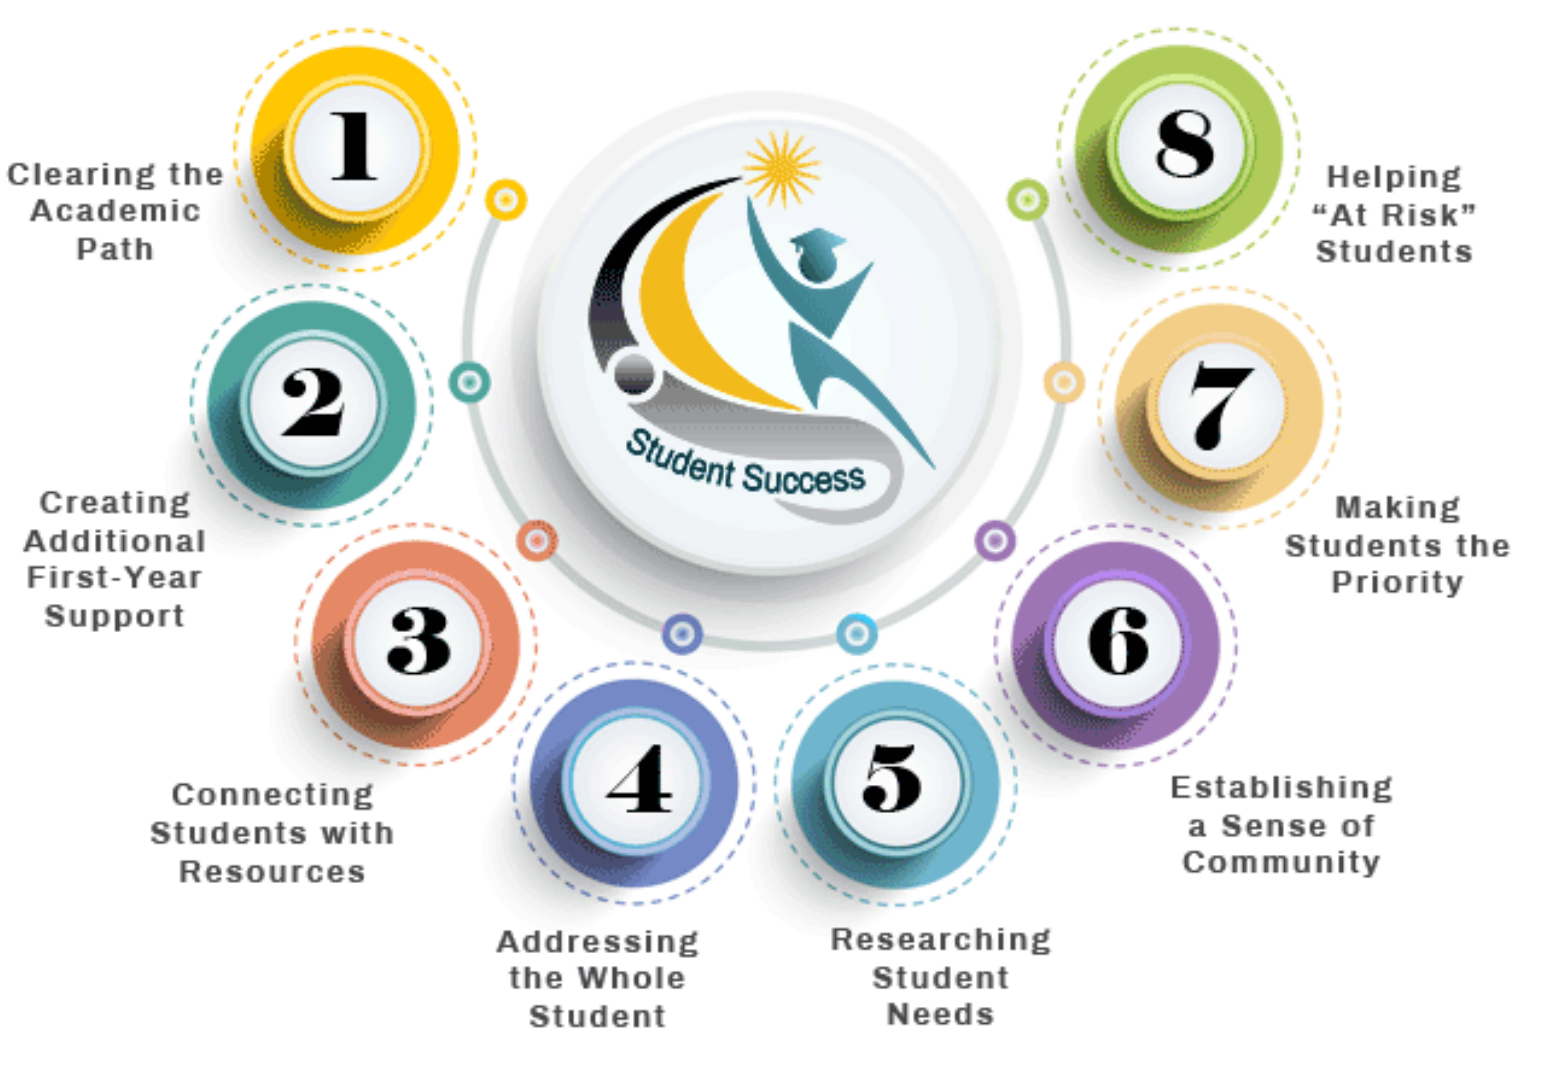 1
Clearing the
Academic
Path
2
Creating
Additional
First-Year
Support
3
Connecting
Students with
Resources
4
Addressing
the Whole
Student
5
Researching
Student
Needs
6
Establishing
a Sense of
Community
7
Making
Students the
Priority
8
Helping
“At Risk”
Students
Student Success